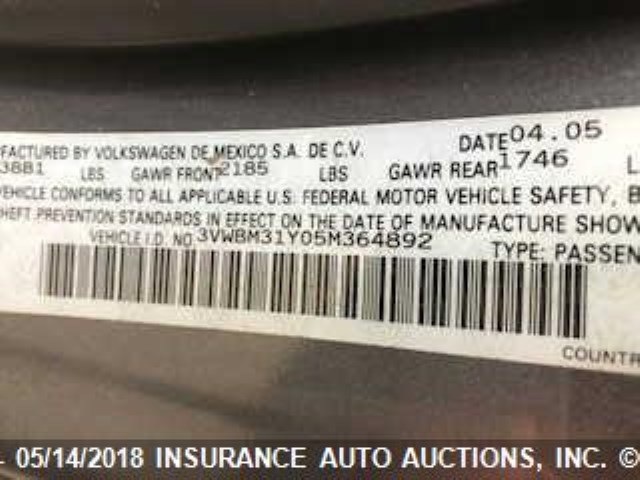 FACTURED BY VOLKSWAGEN DE MEXICO S.A. DE C.V. DATE 04.05
3881 LBS GAWR FRONT 2185 LBS GAWR REAR 1746 L
VEHICLE CONFORMS TO ALL APPLICABLE U.S. FEDERAL MOTOR VEHICLE SAFETY, B
HEFT PREVENTION STANDARDS IN EFFECT ON THE DATE OF MANUFACTURE SHOW
VEHICLE I.D. NO 3VWBM31Y05M364892 TYPE: PASSEN
COUNTR
- 05/14/2018 INSURANCE AUTO AUCTIONS, INC. ©